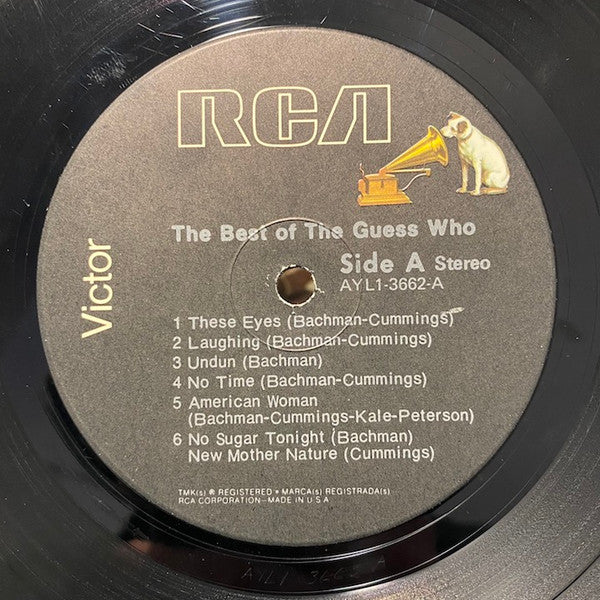 RCA
Victor
The Best of The Guess Who
Side A Stereo
AYL1-3662-A
1 These Eyes (Bachman-Cummings)
2 Laughing (Bachman-Cummings)
3 Undun (Bachman)
4 No Time (Bachman-Cummings)
5 American Woman
(Bachman-Cummings-Kale-Peterson)
6 No Sugar Tonight (Bachman)
New Mother Nature (Cummings)
TMK(s) ® REGISTERED • MARCA(s) REGISTRADA(s)
RCA CORPORATION—MADE IN U.S.A
AYL1 3662 A